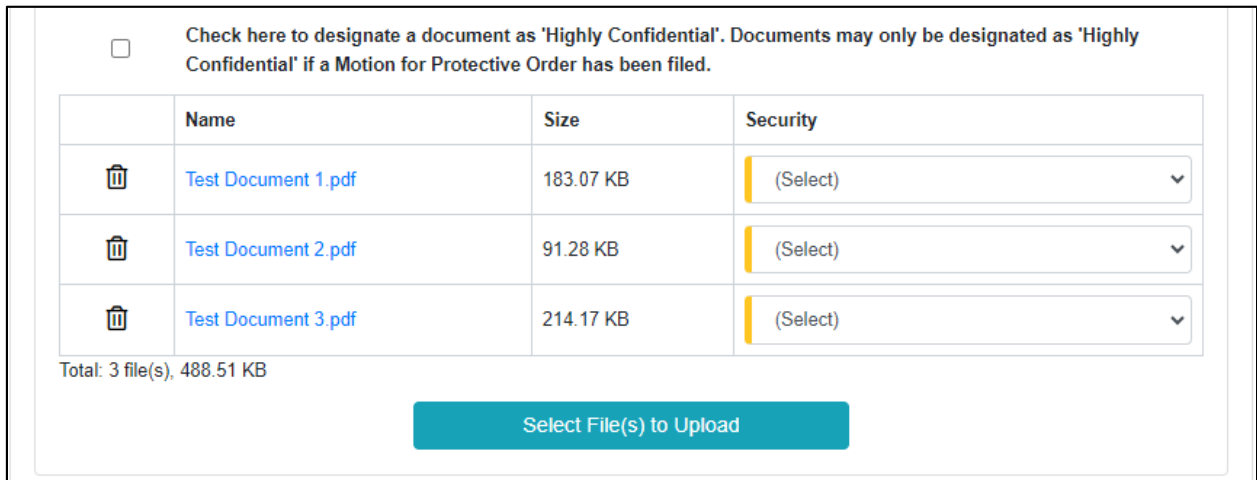 Check here to designate a document as 'Highly Confidential'. Documents may only be designated as 'Highly
Confidential' if a Motion for Protective Order has been filed.
Name Size Security
Test Document 1.pdf 183.07 KB (Select)
Test Document 2.pdf 91.28 KB (Select)
Test Document 3.pdf 214.17 KB (Select)
Total: 3 file(s), 488.51 KB
Select File(s) to Upload